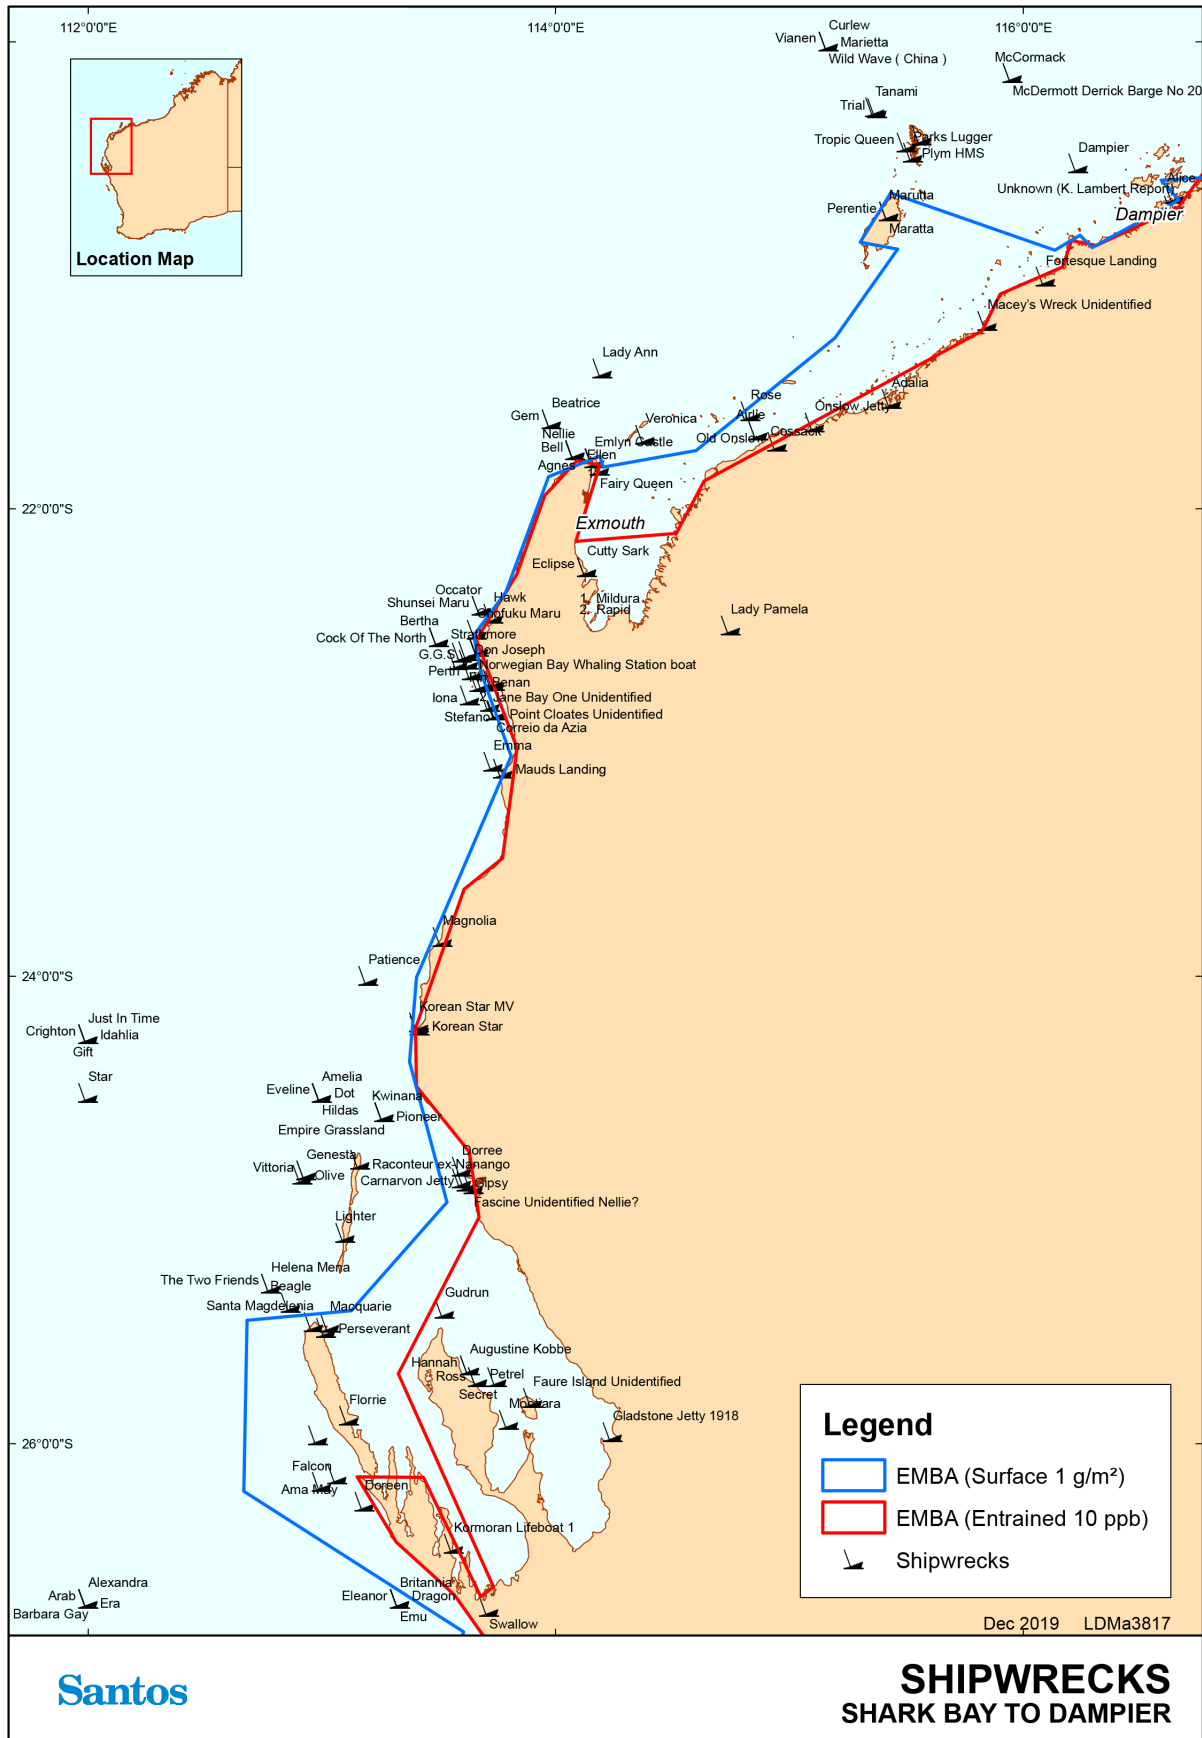 112°0'0"E
114°0'0"E
116°0'0"E
Curlew
Vianen
Marietta
Wild Wave ( China )
McCormack
McDermott Derrick Barge No 20
Tanami
Trial
Tropic Queen
Parks Lugger
Plym HMS
Dampier
Alice
Unknown (K. Lambert Report)
Marutta
Perentie
Maratta
Dampier
Location Map
Fortesque Landing
Macey's Wreck Unidentified
Lady Ann
Adalia
Rose
Beatrice
Gem
Onslow Jetty
Airlie
Veronica
Nellie
Emlyn Castle
Old Onslow
Cossack
Bell
Ellen
Agnes
Fairy Queen
22°0'0"S
Exmouth
Cutty Sark
Eclipse
Occator
Hawk
1. Mildura
Shunsei Maru
2. Rapid
Chofuku Maru
Lady Pamela
Bertha
Cock Of The North
Strathmore
G.G.S.
Don Joseph
Norwegian Bay Whaling Station boat
Perth
Benan
Iona
2. Jane Bay One Unidentified
Stefano
Point Cloates Unidentified
Correio da Azia
Emma
Mauds Landing
Magnolia
Patience
24°0'0"S
Korean Star MV
Just In Time
Crighton
Idahlia
Korean Star
Gift
Star
Amelia
Eveline
Dot
Kwinana
Hildas
Pioneer
Empire Grassland
Genesta
Dorree
Vittoria
Raconteur ex-Nanango
Olive
Carnarvon Jetty
Gipsy
Fascine Unidentified Nellie?
Lighter
Helena Mena
The Two Friends
Beagle
Gudrun
Santa Magdelenia
Macquarie
Perseverant
Augustine Kobbe
Hannah
Ross
Petrel
Faure Island Unidentified
Secret
Florrie
Montiara
Gladstone Jetty 1918
26°0'0"S
Falcon
Ama May
Doreen
Kormoran Lifeboat 1
Alexandra
Britannia
Arab
Era
Eleanor
Dragon
Barbara Gay
Emu
Swallow
Legend
EMBA (Surface 1 g/m²)
EMBA (Entrained 10 ppb)
Shipwrecks
Dec 2019 LDMa3817
Santos
SHIPWRECKS
SHARK BAY TO DAMPIER